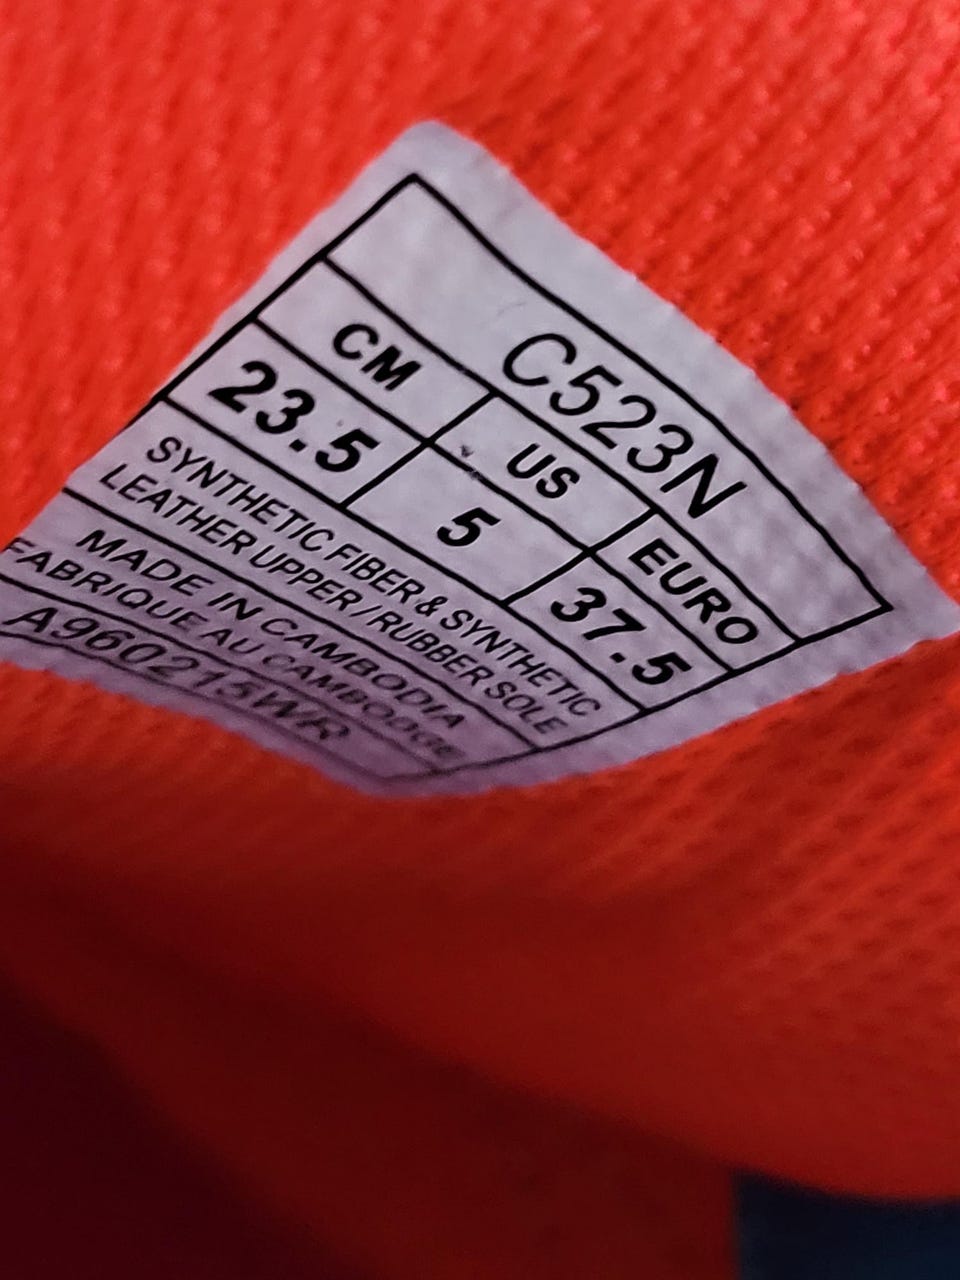 C523N
CM US EURO
23.5 5 37.5
SYNTHETIC FIBER & SYNTHETIC
LEATHER UPPER / RUBBER SOLE
MADE IN CAMBODIA
FABRIQUE AU CAMBODGE
A960215WR